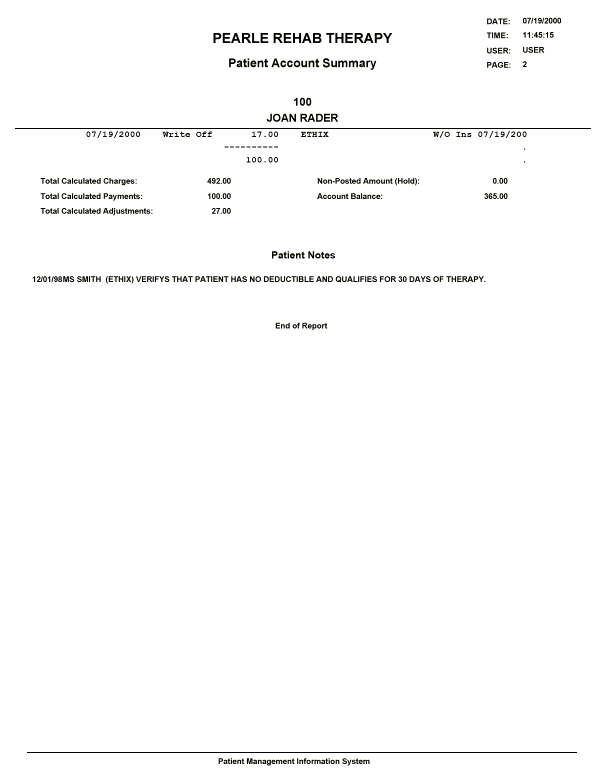 DATE: 07/19/2000
PEARLE REHAB THERAPY
TIME: 11:45:15
USER: USER
Patient Account Summary
PAGE: 2
100
JOAN RADER
07/19/2000 Write Off 17.00 ETHIX W/O Ins 07/19/200
---------- .
100.00 .
Total Calculated Charges: 492.00 Non-Posted Amount (Hold): 0.00
Total Calculated Payments: 100.00 Account Balance: 365.00
Total Calculated Adjustments: 27.00
Patient Notes
12/01/98MS SMITH (ETHIX) VERIFYS THAT PATIENT HAS NO DEDUCTIBLE AND QUALIFIES FOR 30 DAYS OF THERAPY.
End of Report
Patient Management Information System